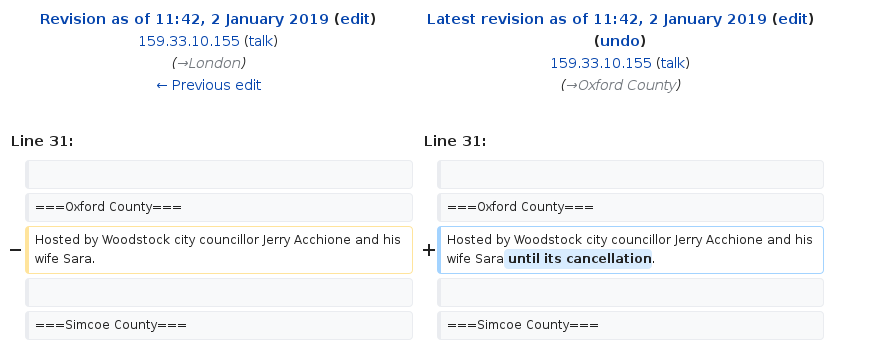 Revision as of 11:42, 2 January 2019 (edit)
159.33.10.155 (talk)
(→London)
← Previous edit
Latest revision as of 11:42, 2 January 2019 (edit)
(undo)
159.33.10.155 (talk)
(→Oxford County)
Line 31:
Line 31:
===Oxford County===
===Oxford County===
− Hosted by Woodstock city councillor Jerry Acchione and his
wife Sara.
+ Hosted by Woodstock city councillor Jerry Acchione and his
wife Sara until its cancellation.
===Simcoe County===
===Simcoe County===